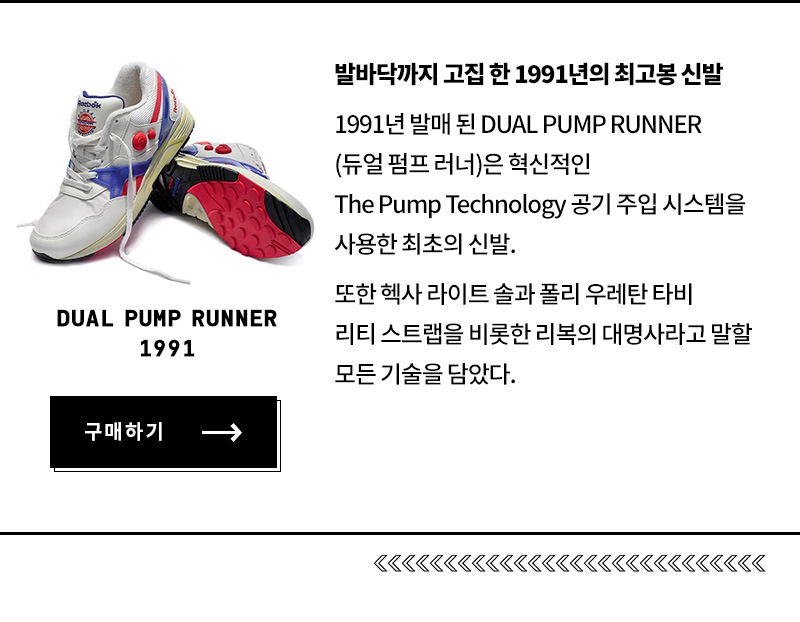 발바닥까지 고집 한 1991년의 최고봉 신발
1991년 발매 된 DUAL PUMP RUNNER
(듀얼 펌프 러너)은 혁신적인
The Pump Technology 공기 주입 시스템을
사용한 최초의 신발.
또한 헥사 라이트 솔과 폴리 우레탄 타비
리티 스트랩을 비롯한 리복의 대명사라고 말할
모든 기술을 담았다.
Reebok
DUAL PUMP RUNNER
1991
구매하기